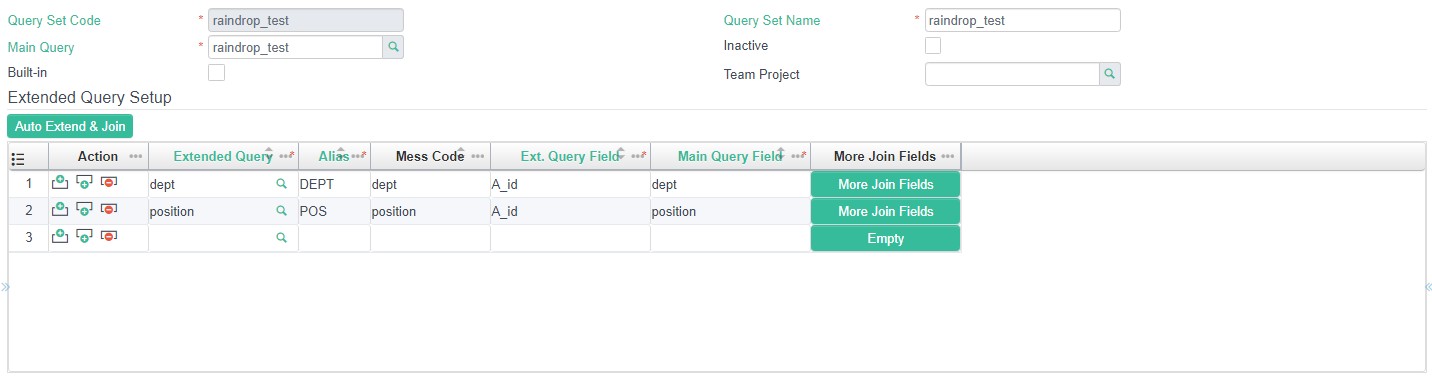 Query Set Code * raindrop_test Query Set Name * raindrop_test
Main Query * raindrop_test Inactive
Built-in Team Project
Extended Query Setup
Auto Extend & Join
Action Extended Query * Alias * Mess Code Ext. Query Field Main Query Field * More Join Fields
1 dept DEPT dept A_id dept More Join Fields
2 position POS position A_id position More Join Fields
3 Empty